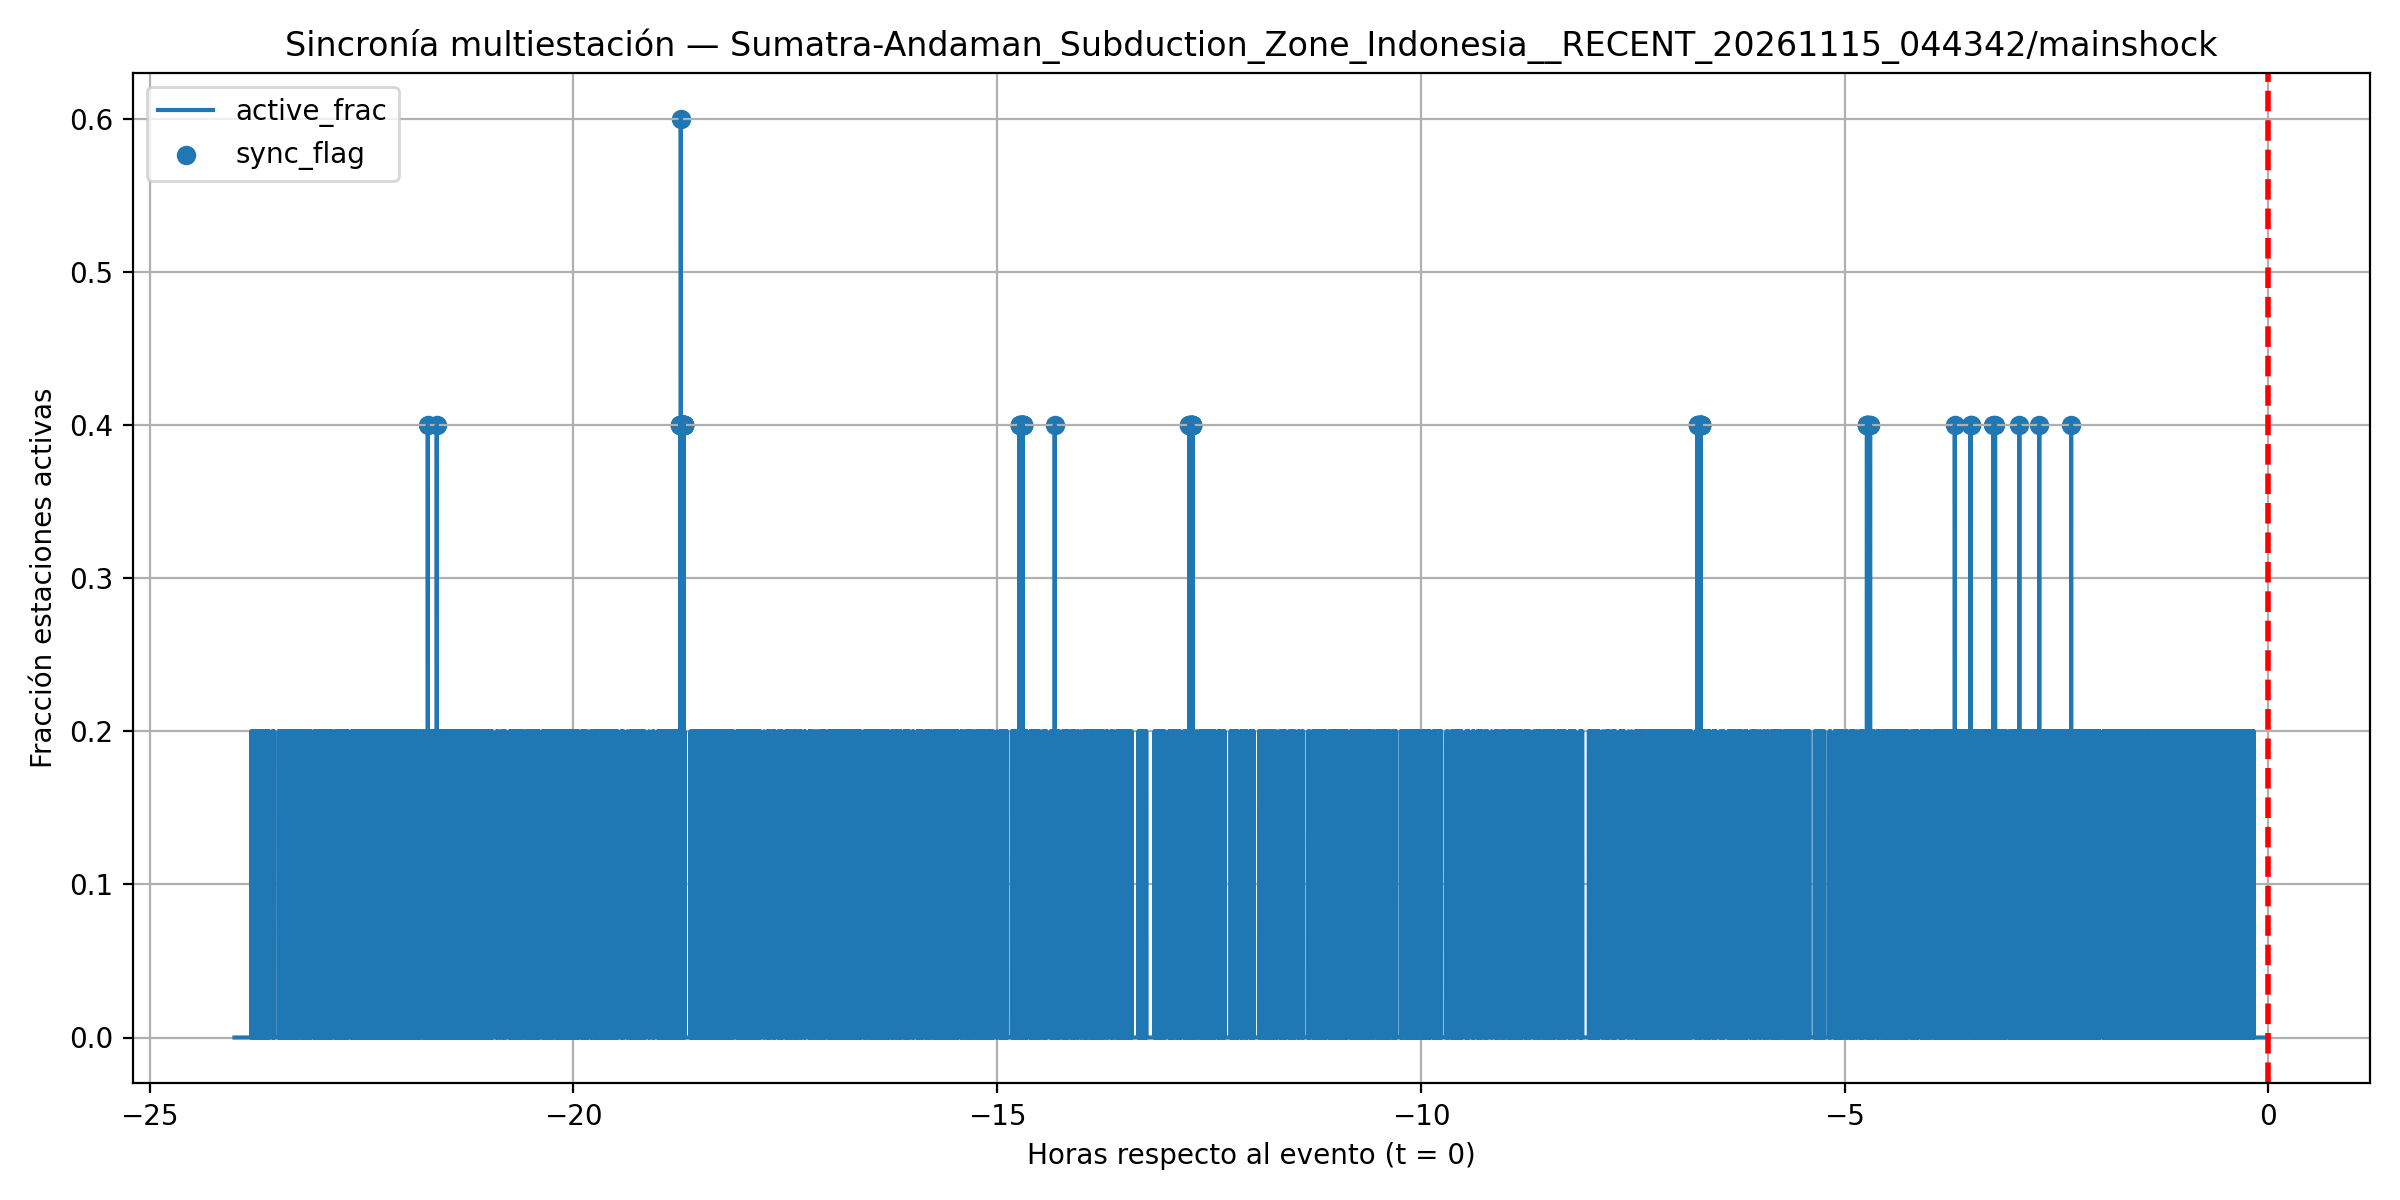 Sincronía multiestación — Sumatra-Andaman_Subduction_Zone_Indonesia__RECENT_20261115_044342/mainshock
active_frac
sync_flag
Fracción estaciones activas
0.6
0.5
0.4
0.3
0.2
0.1
0.0
−25
−20
−15
−10
−5
0
Horas respecto al evento (t = 0)